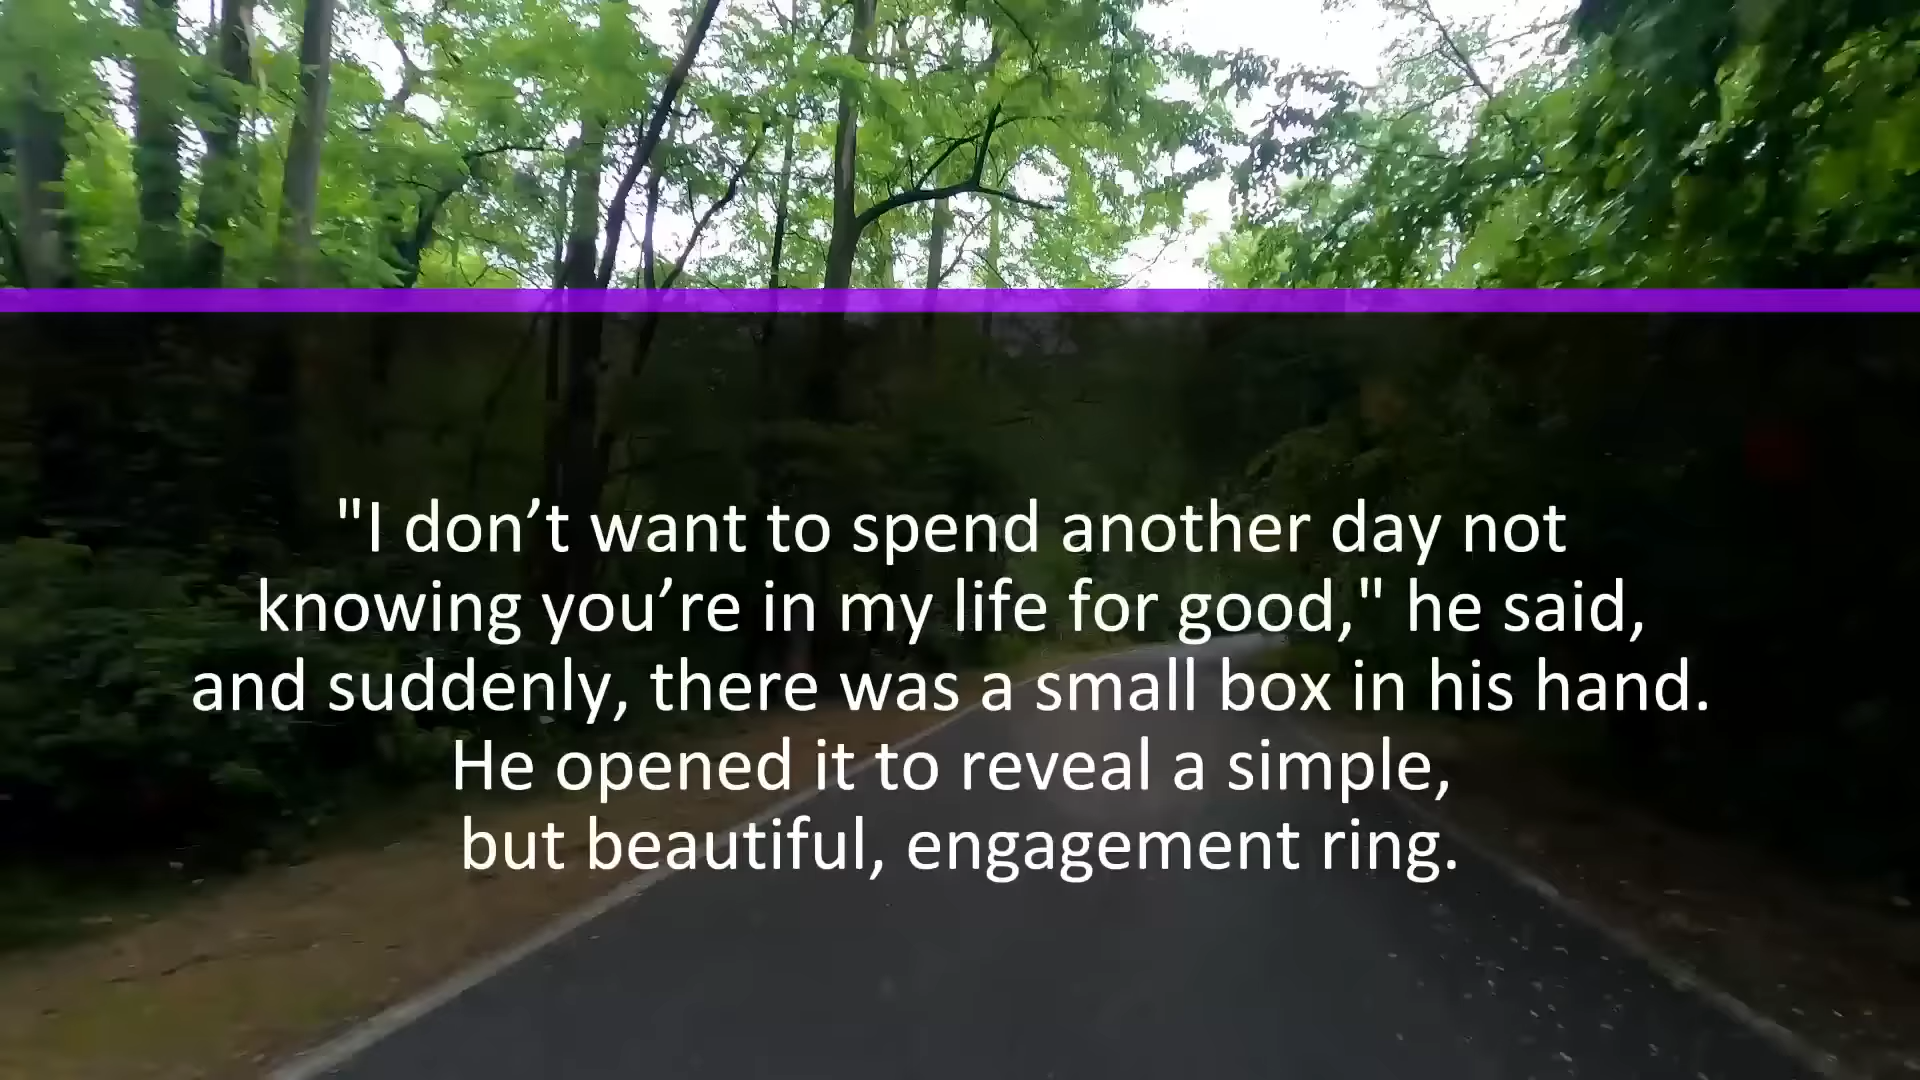 "I don’t want to spend another day not
knowing you’re in my life for good," he said,
and suddenly, there was a small box in his hand.
He opened it to reveal a simple,
but beautiful, engagement ring.